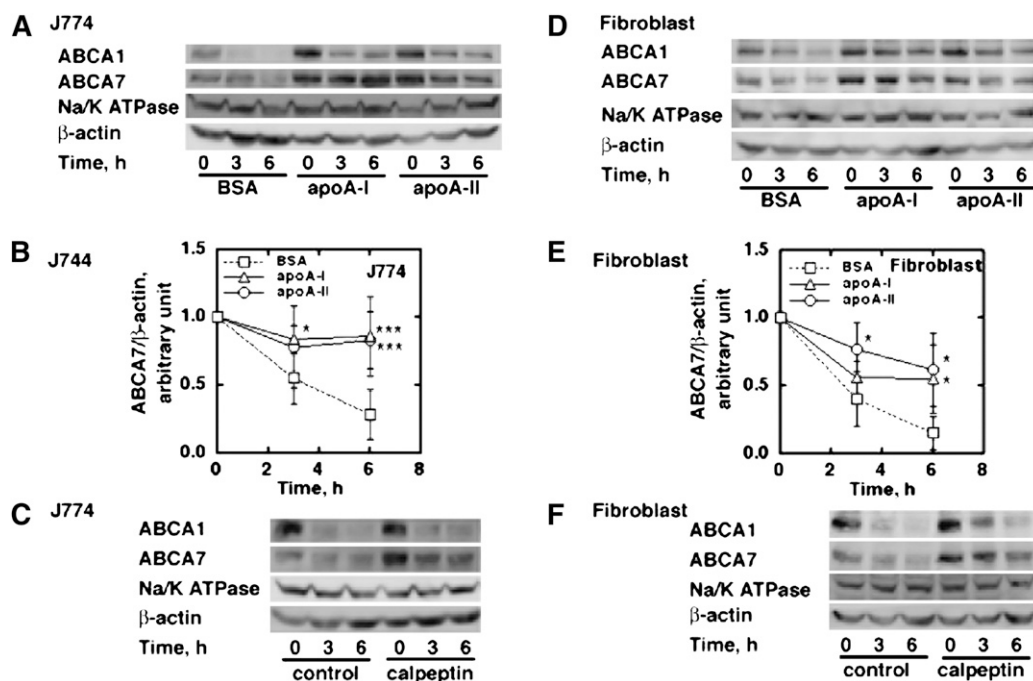 A J774
ABCA1
ABCA7
Na/K ATPase
β-actin
Time, h 0 3 6 0 3 6 0 3 6
BSA apoA-I apoA-II
B J744
ABCA7/β-actin, arbitrary unit
1.5
1.0
0.5
0.0
BSA
apoA-I
apoA-II
J774
*
***
***
0 2 4 6 8
Time, h
C J774
ABCA1
ABCA7
Na/K ATPase
β-actin
Time, h 0 3 6 0 3 6
control calpeptin
D Fibroblast
ABCA1
ABCA7
Na/K ATPase
β-actin
Time, h 0 3 6 0 3 6 0 3 6
BSA apoA-I apoA-II
E Fibroblast
ABCA7/β-actin, arbitrary unit
1.5
1.0
0.5
0.0
BSA
apoA-I
apoA-II
Fibroblast
*
*
*
0 2 4 6 8
Time, h
F Fibroblast
ABCA1
ABCA7
Na/K ATPase
β-actin
Time, h 0 3 6 0 3 6
control calpeptin